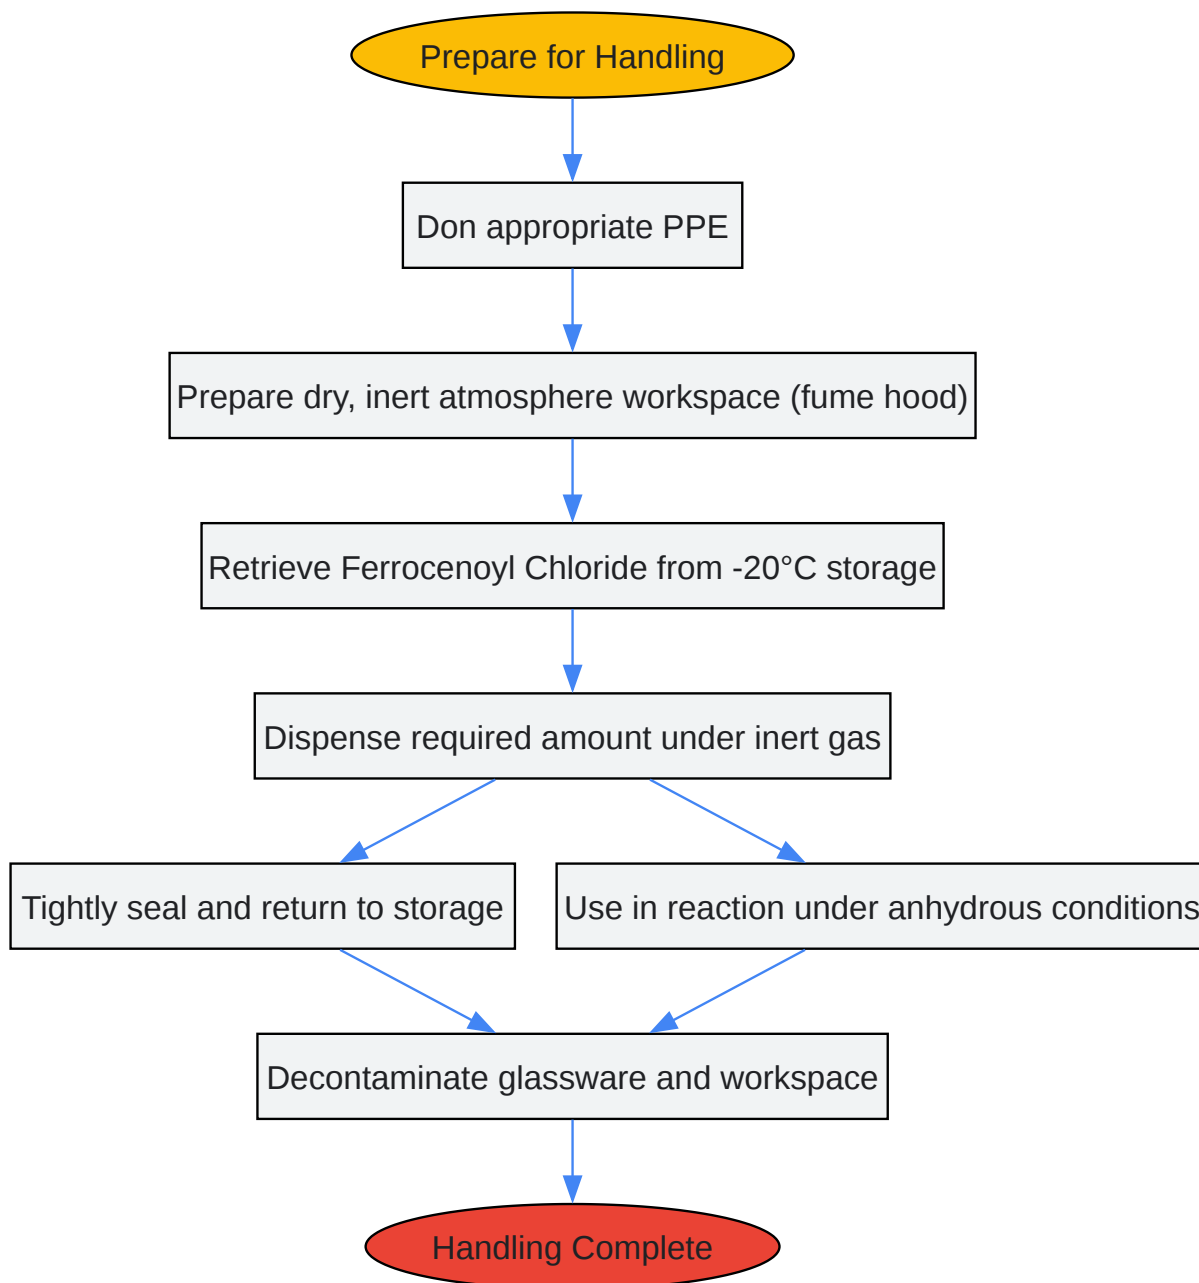 Prepare for Handling
Don appropriate PPE
Prepare dry, inert atmosphere workspace (fume hood)
Retrieve Ferrocenoyl Chloride from -20°C storage
Dispense required amount under inert gas
Tightly seal and return to storage
Use in reaction under anhydrous conditions
Decontaminate glassware and workspace
Handling Complete